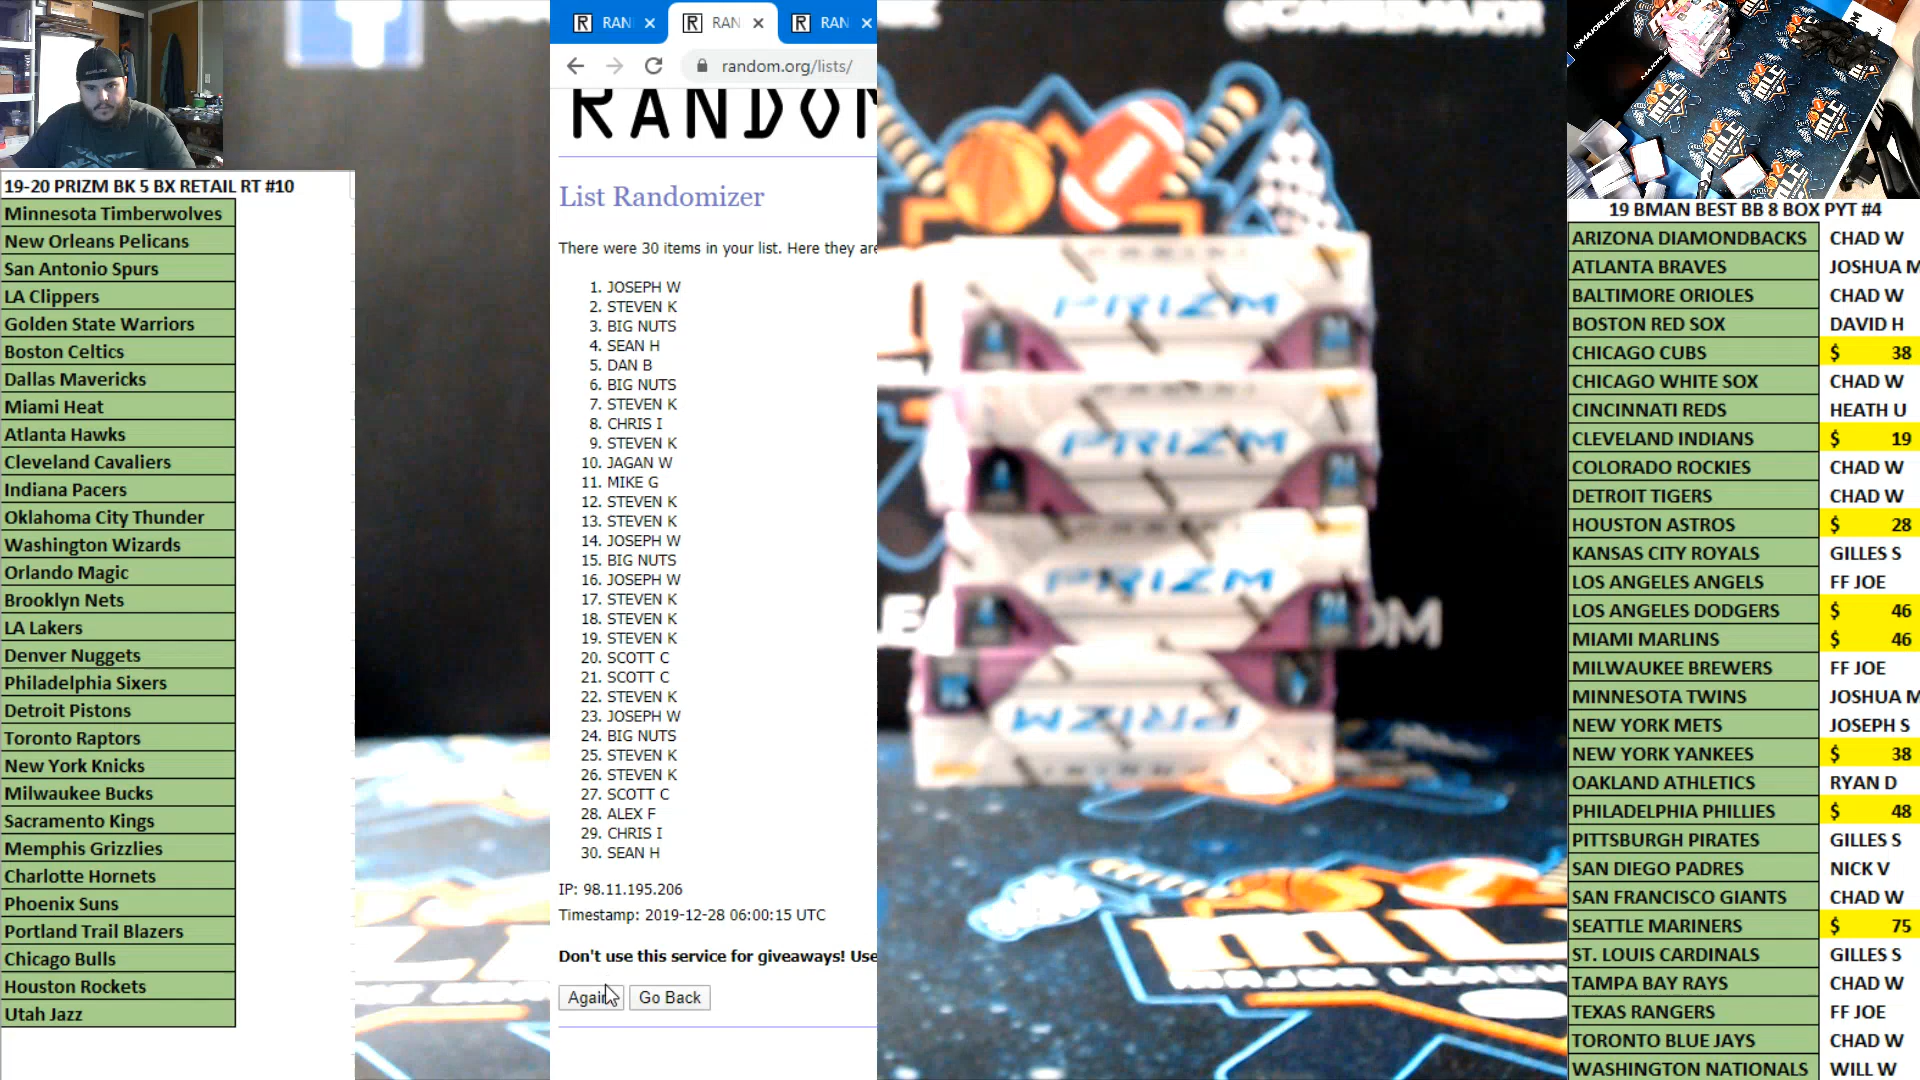 RAN
RAN
RAN
random.org/lists/
RANDO
List Randomizer
There were 30 items in your list. Here they are
1. JOSEPH W
2. STEVEN K
3. BIG NUTS
4. SEAN H
5. DAN B
6. BIG NUTS
7. STEVEN K
8. CHRIS I
9. STEVEN K
10. JAGAN W
11. MIKE G
12. STEVEN K
13. STEVEN K
14. JOSEPH W
15. BIG NUTS
16. JOSEPH W
17. STEVEN K
18. STEVEN K
19. STEVEN K
20. SCOTT C
21. SCOTT C
22. STEVEN K
23. JOSEPH W
24. BIG NUTS
25. STEVEN K
26. STEVEN K
27. SCOTT C
28. ALEX F
29. CHRIS I
30. SEAN H
IP: 98.11.195.206
Timestamp: 2019-12-28 06:00:15 UTC
Don't use this service for giveaways! Use
Again Go Back
19-20 PRIZM BK 5 BX RETAIL RT #10
Minnesota Timberwolves
New Orleans Pelicans
San Antonio Spurs
LA Clippers
Golden State Warriors
Boston Celtics
Dallas Mavericks
Miami Heat
Atlanta Hawks
Cleveland Cavaliers
Indiana Pacers
Oklahoma City Thunder
Washington Wizards
Orlando Magic
Brooklyn Nets
LA Lakers
Denver Nuggets
Philadelphia Sixers
Detroit Pistons
Toronto Raptors
New York Knicks
Milwaukee Bucks
Sacramento Kings
Memphis Grizzlies
Charlotte Hornets
Phoenix Suns
Portland Trail Blazers
Chicago Bulls
Houston Rockets
Utah Jazz
PRIZM
PRIZM
PRIZM
PRIZM
19 BMAN BEST BB 8 BOX PYT #4
ARIZONA DIAMONDBACKS CHAD W
ATLANTA BRAVES JOSHUA M
BALTIMORE ORIOLES CHAD W
BOSTON RED SOX DAVID H
CHICAGO CUBS $ 38
CHICAGO WHITE SOX CHAD W
CINCINNATI REDS HEATH U
CLEVELAND INDIANS $ 19
COLORADO ROCKIES CHAD W
DETROIT TIGERS CHAD W
HOUSTON ASTROS $ 28
KANSAS CITY ROYALS GILLES S
LOS ANGELES ANGELS FF JOE
LOS ANGELES DODGERS $ 46
MIAMI MARLINS $ 46
MILWAUKEE BREWERS FF JOE
MINNESOTA TWINS JOSHUA M
NEW YORK METS JOSEPH S
NEW YORK YANKEES $ 38
OAKLAND ATHLETICS RYAN D
PHILADELPHIA PHILLIES $ 48
PITTSBURGH PIRATES GILLES S
SAN DIEGO PADRES NICK V
SAN FRANCISCO GIANTS CHAD W
SEATTLE MARINERS $ 75
ST. LOUIS CARDINALS GILLES S
TAMPA BAY RAYS CHAD W
TEXAS RANGERS FF JOE
TORONTO BLUE JAYS CHAD W
WASHINGTON NATIONALS WILL W